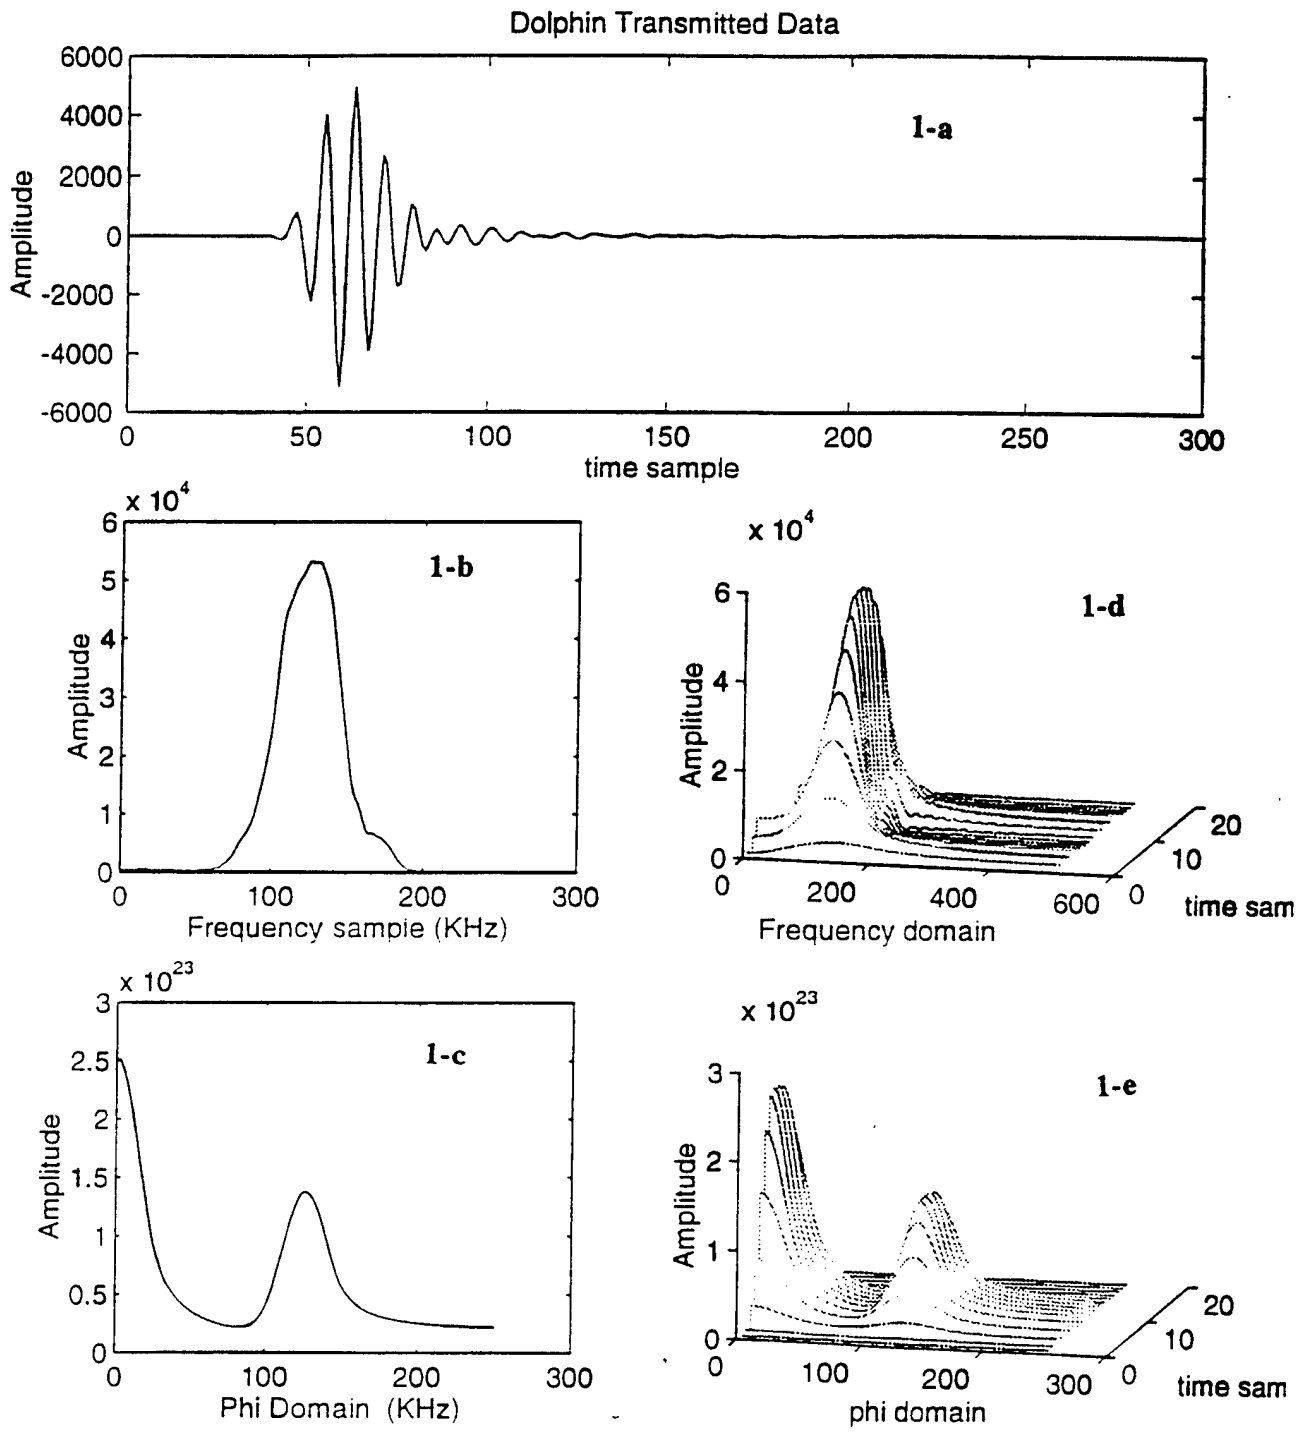 Dolphin Transmitted Data
6000
4000
2000
0
-2000
-4000
-6000
Amplitude
1-a
0 50 100 150 200 250 300
time sample
x 10^4
6
5
4
3
2
1
0
Amplitude
1-b
0 100 200 300
Frequency sample (KHz)
x 10^4
6
4
2
0
Amplitude
1-d
0 200 400 600
Frequency domain
0 10 20
time sam
x 10^23
3
2.5
2
1.5
1
0.5
0
Amplitude
1-c
0 100 200 300
Phi Domain (KHz)
x 10^23
3
2
1
0
Amplitude
1-e
0 100 200 300
phi domain
0 10 20
time sam